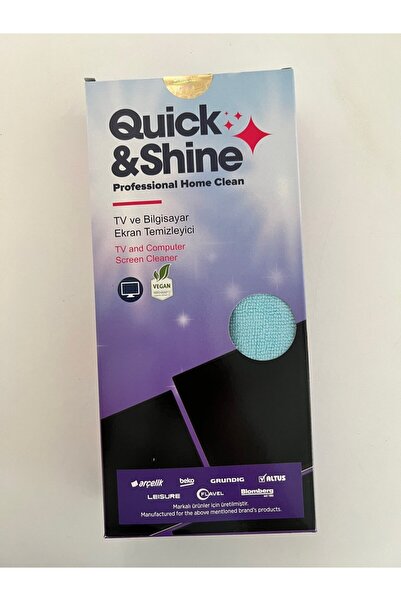 Quick
&Shine
Professional Home Clean
TV ve Bilgisayar
Ekran Temizleyici
TV and Computer
Screen Cleaner
VEGAN
arçelik beko GRUNDIG ALTUS
LEISURE FLAVEL Blomberg
Markalı ürünler için üretilmiştir.
Manufactured for the above mentioned brand's products.